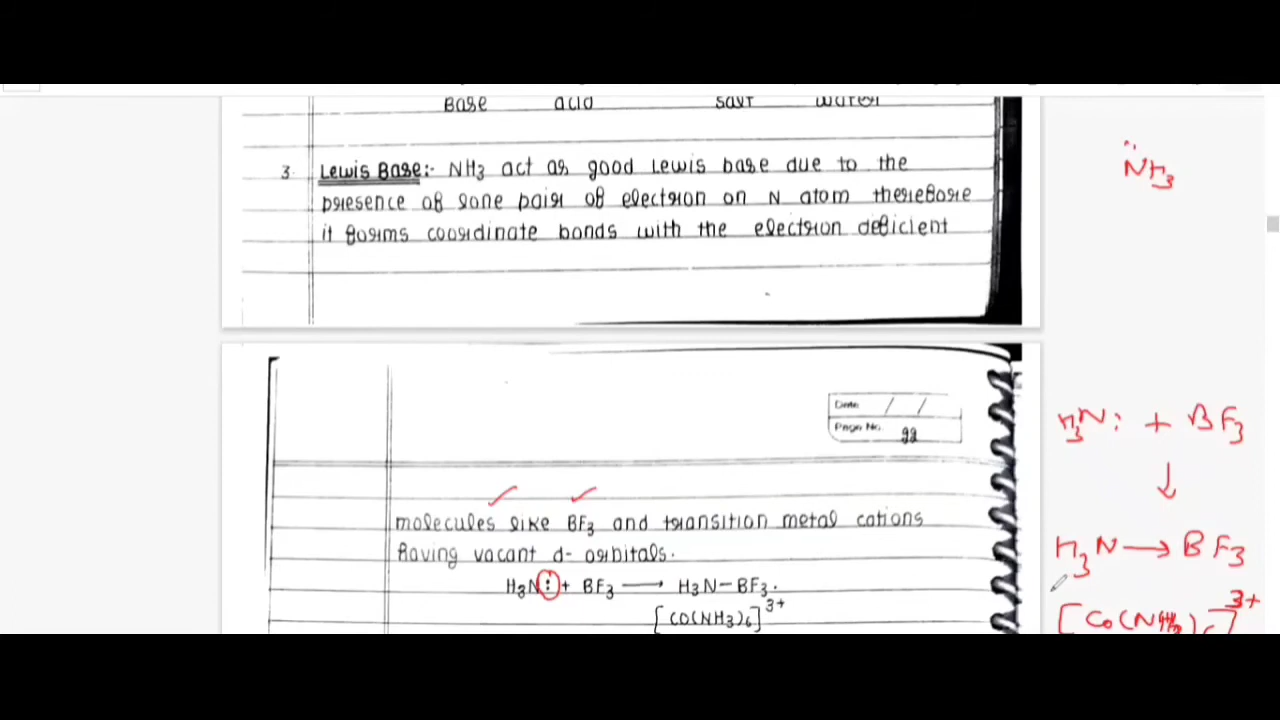 Base acid salt water
N̈H3
3. Lewis Base:- NH3 act as good Lewis base due to the
presence of lone pair of electron on N atom therefore
it forms coordinate bonds with the electron deficient
Date / /
Page No. 99
H3N: + BF3
↓
molecules like BF3 and transition metal cations
Having vacant d- orbitals.
H3N → BF3
H3N: + BF3 → H3N-BF3.
[CO(NH3)6]3+
[Co(NH3)6]3+